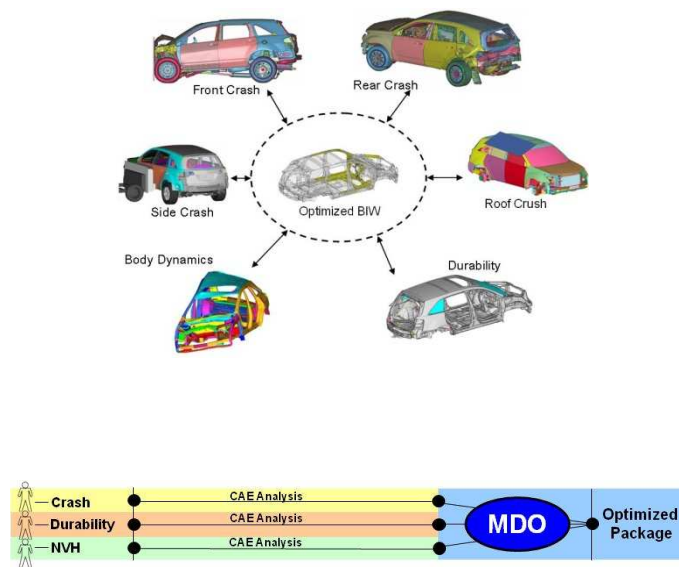 Front Crash
Rear Crash
Side Crash
Optimized BIW
Roof Crush
Body Dynamics
Durability
Crash
CAE Analysis
Durability
CAE Analysis
NVH
CAE Analysis
MDO
Optimized
Package